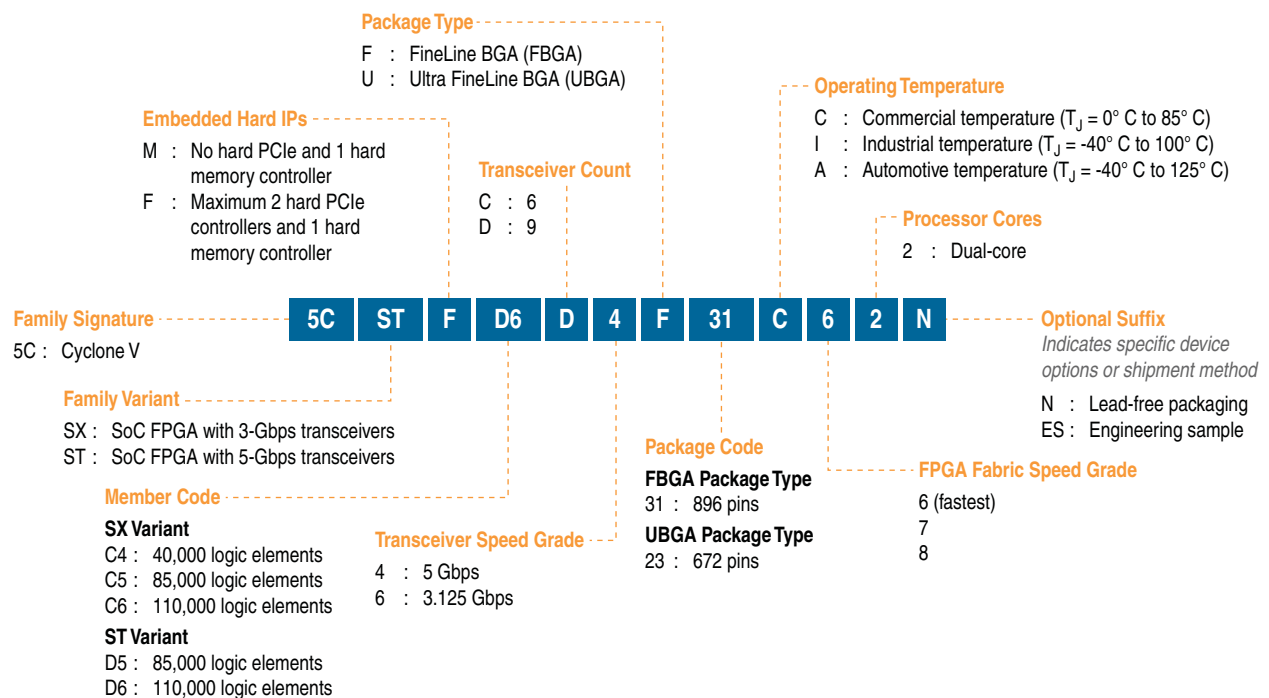 Package Type
F : FineLine BGA (FBGA)
U : Ultra FineLine BGA (UBGA)
Operating Temperature
C : Commercial temperature (TJ = 0° C to 85° C)
I : Industrial temperature (TJ = -40° C to 100° C)
A : Automotive temperature (TJ = -40° C to 125° C)
Embedded Hard IPs
M : No hard PCIe and 1 hard
memory controller
F : Maximum 2 hard PCIe
controllers and 1 hard
memory controller
Transceiver Count
C : 6
D : 9
Processor Cores
2 : Dual-core
5C ST F D6 D 4 F 31 C 6 2 N
Family Signature
5C : Cyclone V
Optional Suffix
Indicates specific device
options or shipment method
N : Lead-free packaging
ES : Engineering sample
Family Variant
SX : SoC FPGA with 3-Gbps transceivers
ST : SoC FPGA with 5-Gbps transceivers
Member Code
SX Variant
C4 : 40,000 logic elements
C5 : 85,000 logic elements
C6 : 110,000 logic elements
ST Variant
D5 : 85,000 logic elements
D6 : 110,000 logic elements
Transceiver Speed Grade
4 : 5 Gbps
6 : 3.125 Gbps
Package Code
FBGA Package Type
31 : 896 pins
UBGA Package Type
23 : 672 pins
FPGA Fabric Speed Grade
6 (fastest)
7
8